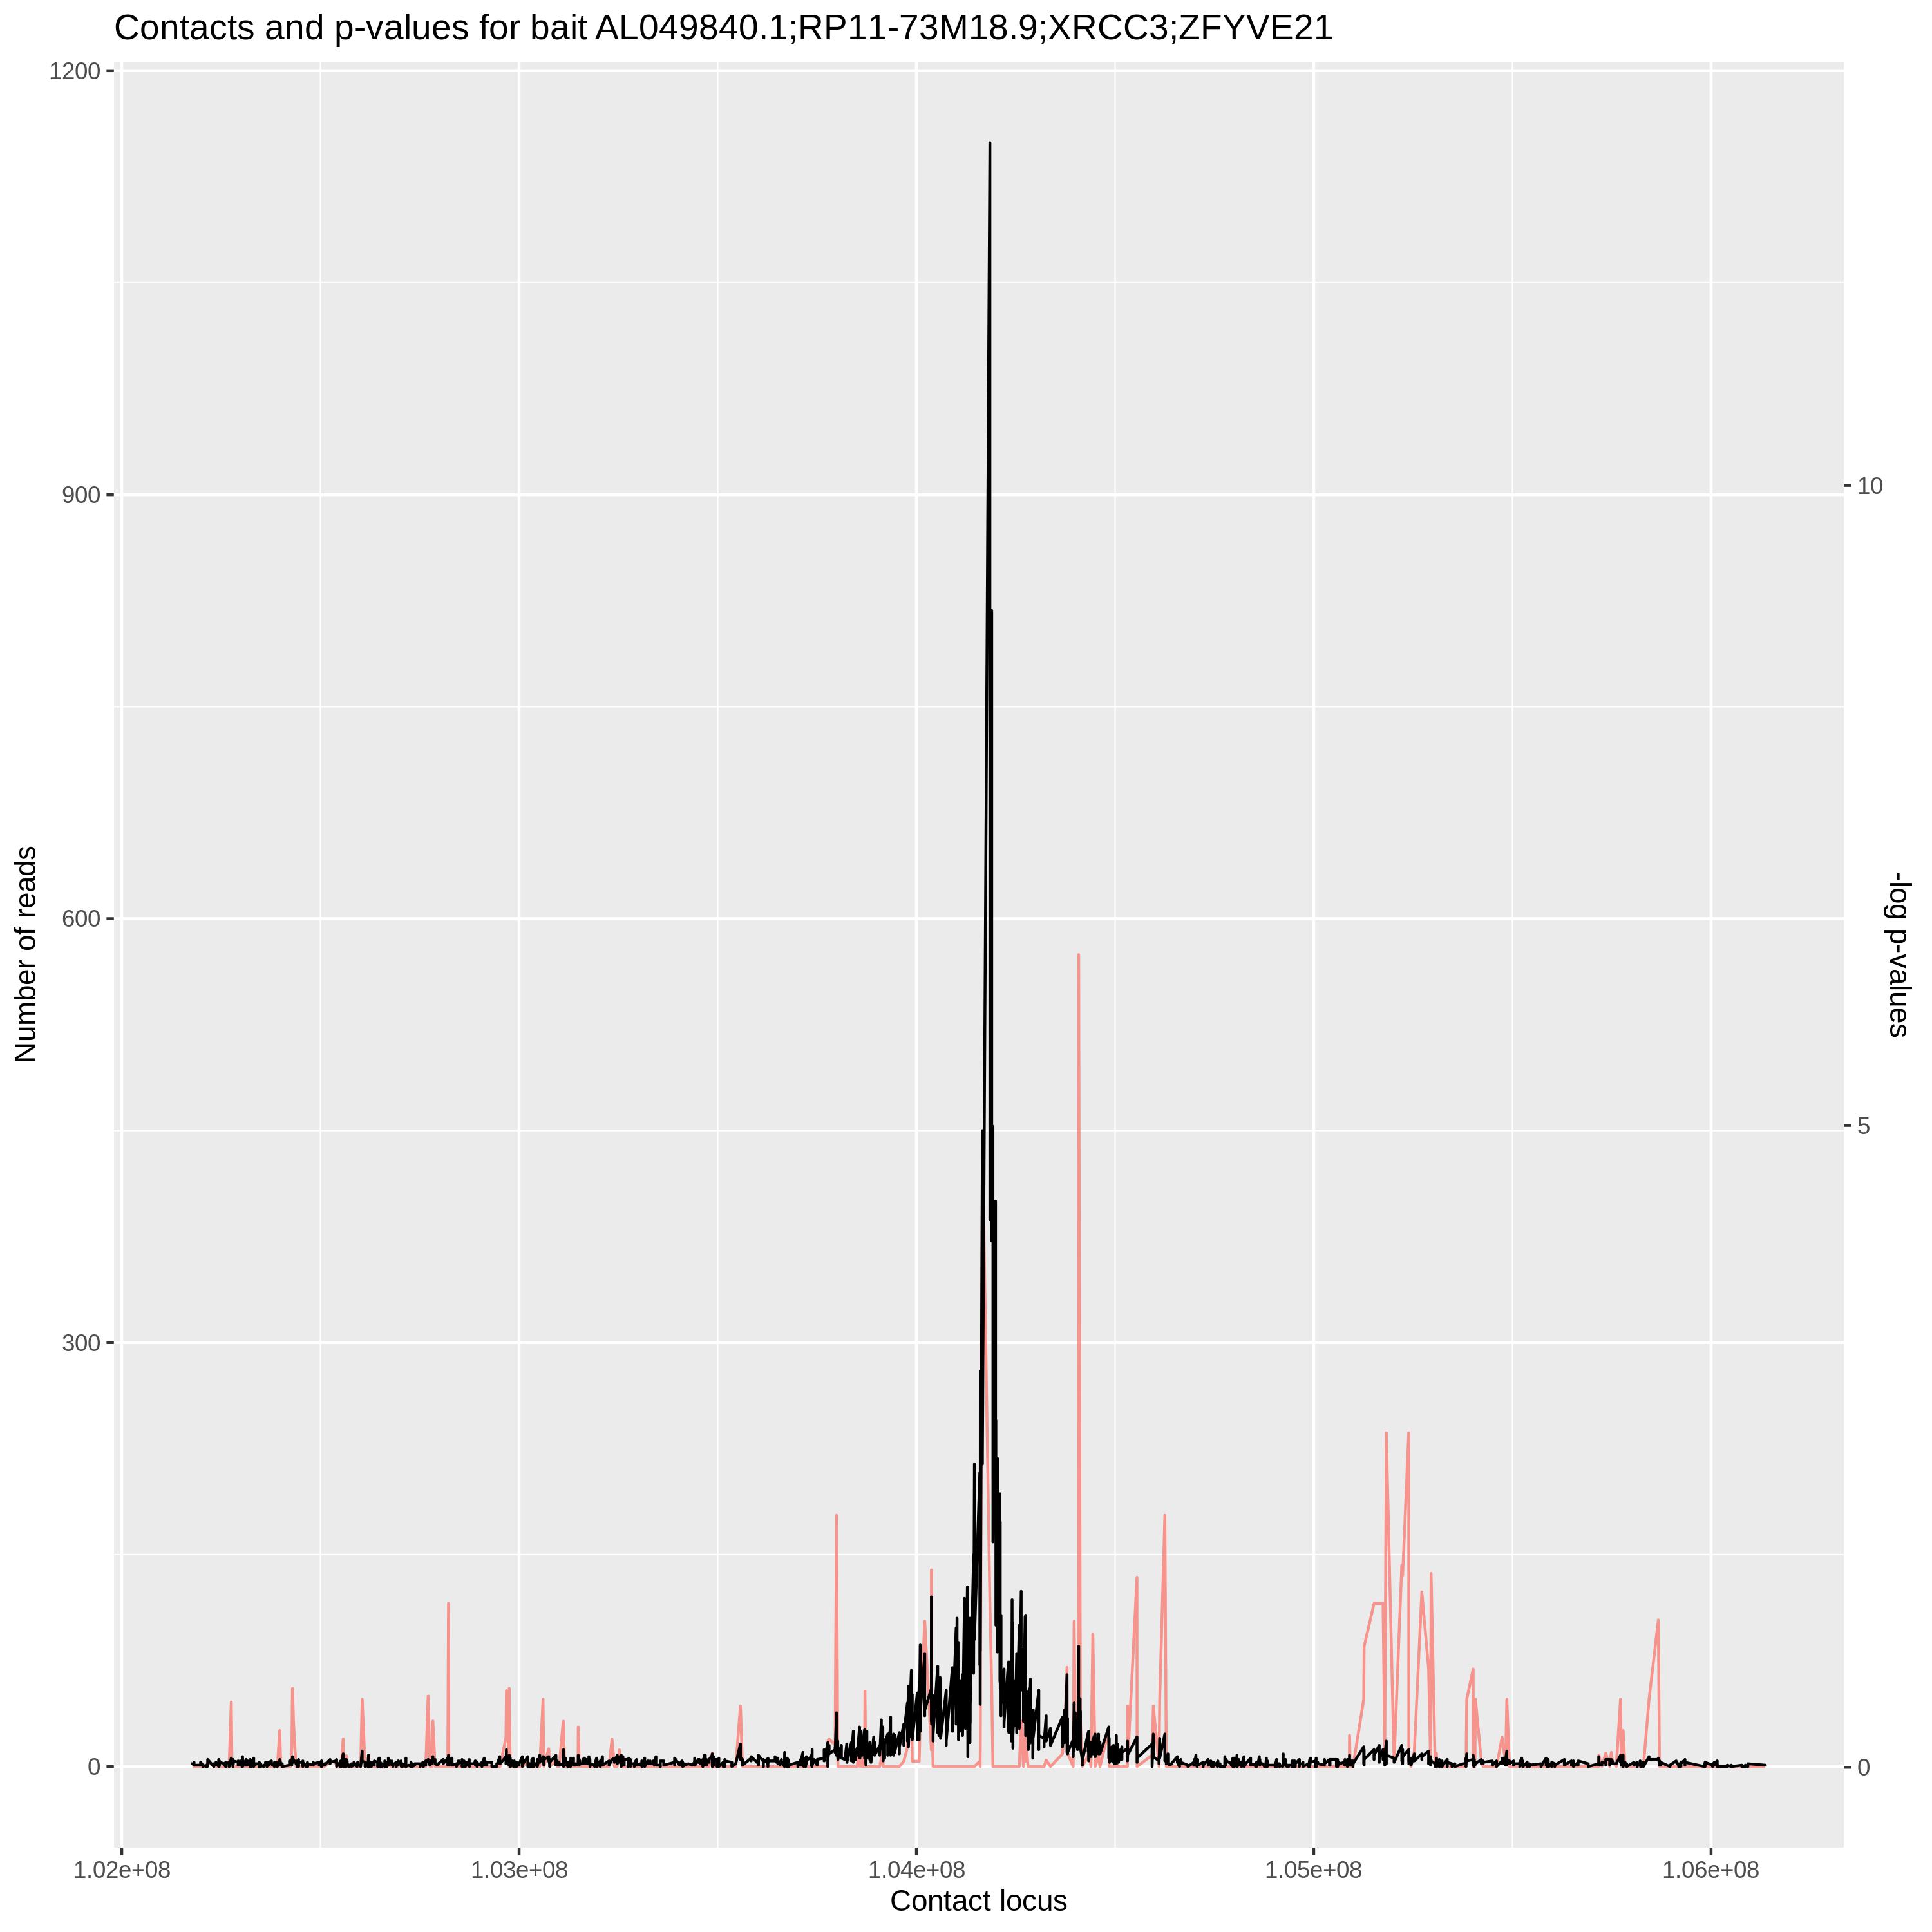 Contacts and p-values for bait AL049840.1;RP11-73M18.9;XRCC3;ZFYVE21
1200
900
600
300
0
Number of reads
10
5
0
-log p-values
1.02e+08
1.03e+08
1.04e+08
1.05e+08
1.06e+08
Contact locus